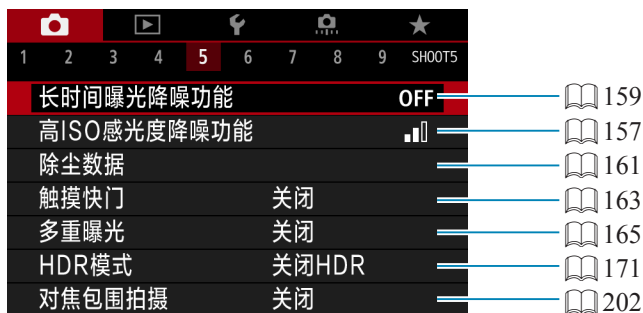 1 2 3 4 5 6 7 8 9 SHOOT5
长时间曝光降噪功能 OFF 159
高ISO感光度降噪功能 157
除尘数据 161
触摸快门 关闭 163
多重曝光 关闭 165
HDR模式 关闭HDR 171
对焦包围拍摄 关闭 202